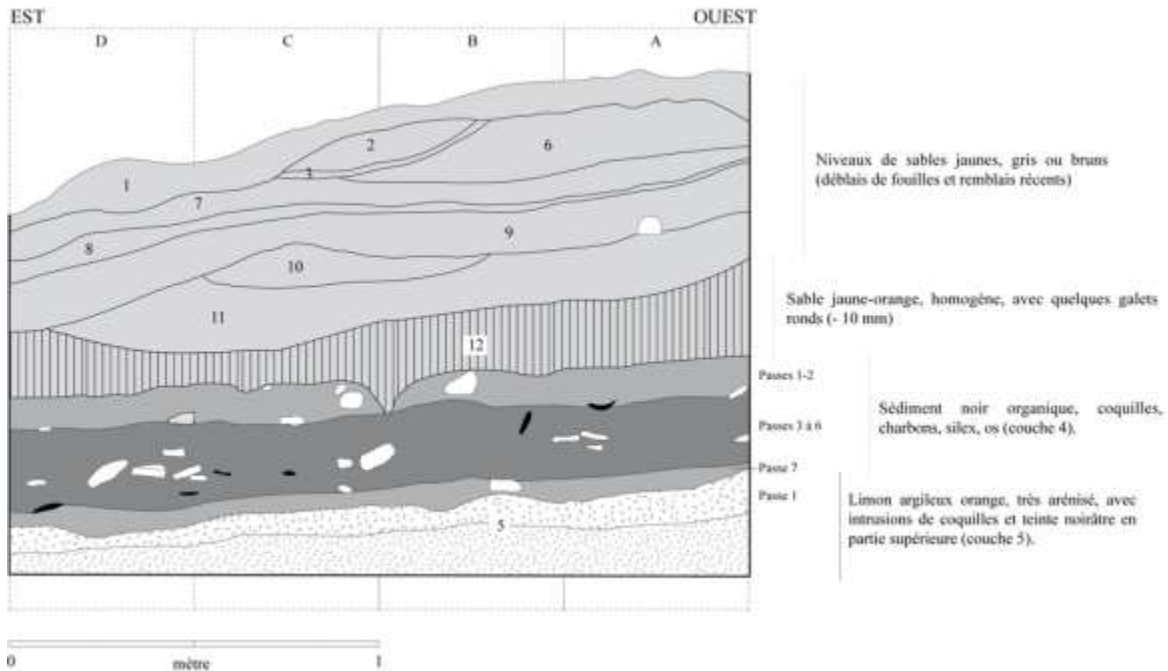 EST
OUEST
D
C
B
A
2
6
3
1
7
8
9
10
11
12
5
Niveaux de sables jaunes, gris ou bruns
(déblais de fouilles et remblais récents)
Sable jaune-orange, homogène, avec quelques galets
ronds (- 10 mm)
Passes 1-2
Passes 3 à 6
Passe 7
Passe 1
Sédiment noir organique, coquilles,
charbons, silex, os (couche 4).
Limon argileux orange, très arénisé, avec
intrusions de coquilles et teinte noirâtre en
partie supérieure (couche 5).
0
mètre
1